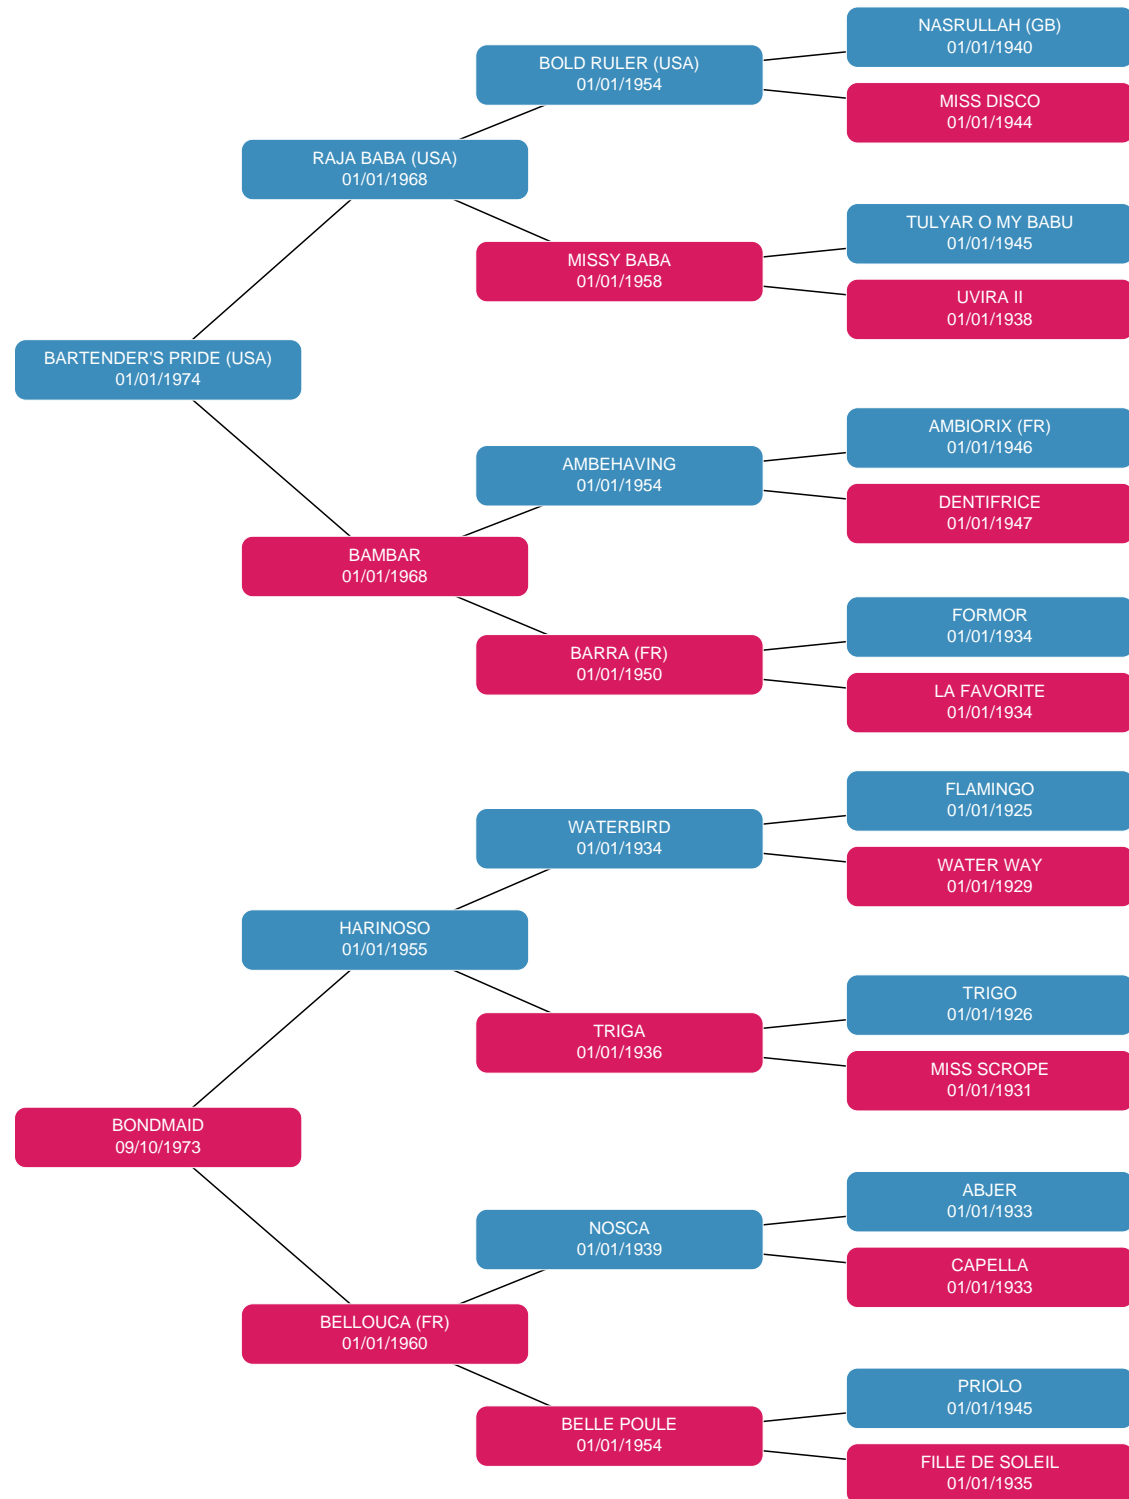 NASRULLAH (GB)
01/01/1940
BOLD RULER (USA)
01/01/1954
MISS DISCO
01/01/1944
RAJA BABA (USA)
01/01/1968
TULYAR O MY BABU
01/01/1945
MISSY BABA
01/01/1958
UVIRA II
01/01/1938
BARTENDER'S PRIDE (USA)
01/01/1974
AMBIORIX (FR)
01/01/1946
AMBEHAVING
01/01/1954
DENTIFRICE
01/01/1947
BAMBAR
01/01/1968
FORMOR
01/01/1934
BARRA (FR)
01/01/1950
LA FAVORITE
01/01/1934
FLAMINGO
01/01/1925
WATERBIRD
01/01/1934
WATER WAY
01/01/1929
HARINOSO
01/01/1955
TRIGO
01/01/1926
TRIGA
01/01/1936
MISS SCROPE
01/01/1931
BONDMAID
09/10/1973
ABJER
01/01/1933
NOSCA
01/01/1939
CAPELLA
01/01/1933
BELLOUCA (FR)
01/01/1960
PRIOLO
01/01/1945
BELLE POULE
01/01/1954
FILLE DE SOLEIL
01/01/1935